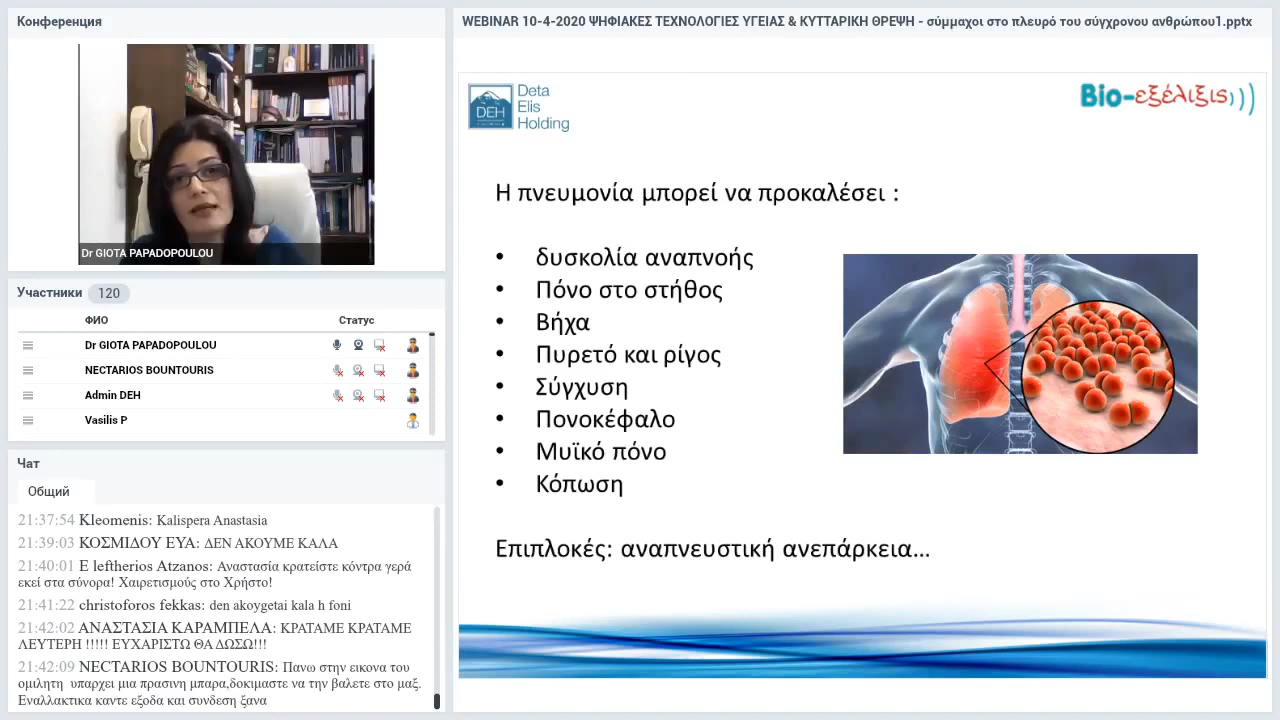 Конференция
Dr GIOTA PAPADOPOULOU
Участники 120
ФИО Статус
Dr GIOTA PAPADOPOULOU
NECTARIOS BOUNTOURIS
Admin DEH
Vasilis P
Чат
Общий
21:37:54 Kleomenis: Kalispera Anastasia
21:39:03 ΚΟΣΜΙΔΟΥ ΕΥΑ: ΔΕΝ ΑΚΟΥΜΕ ΚΑΛΑ
21:40:01 E leftherios Atzanos: Αναστασία κρατείστε κόντρα γερά
εκεί στα σύνορα! Χαιρετισμούς στο Χρήστο!
21:41:22 christoforos fekkas: den akoygetai kala h foni
21:42:02 ΑΝΑΣΤΑΣΙΑ ΚΑΡΑΜΠΕΛΑ: ΚΡΑΤΑΜΕ ΚΡΑΤΑΜΕ
ΛΕΥΤΕΡΗ !!!!! ΕΥΧΑΡΙΣΤΩ ΘΑ ΔΩΣΩ!!!
21:42:09 NECTARIOS BOUNTOURIS: Πανω στην εικονα του
ομιλητη υπαρχει μια πρασινη μπαρα,δοκιμαστε να την βαλετε στο μαξ.
Εναλλακτικα καντε εξοδα και συνδεση ξανα
WEBINAR 10-4-2020 ΨΗΦΙΑΚΕΣ ΤΕΧΝΟΛΟΓΙΕΣ ΥΓΕΙΑΣ & ΚΥΤΤΑΡΙΚΗ ΘΡΕΨΗ - σύμμαχοι στο πλευρό του σύγχρονου ανθρώπου1.pptx
DEH
Deta
Elis
Holding
Bio-εξέλιξις
Η πνευμονία μπορεί να προκαλέσει :
• δυσκολία αναπνοής
• Πόνο στο στήθος
• Βήχα
• Πυρετό και ρίγος
• Σύγχυση
• Πονοκέφαλο
• Μυϊκό πόνο
• Κόπωση
Επιπλοκές: αναπνευστική ανεπάρκεια...